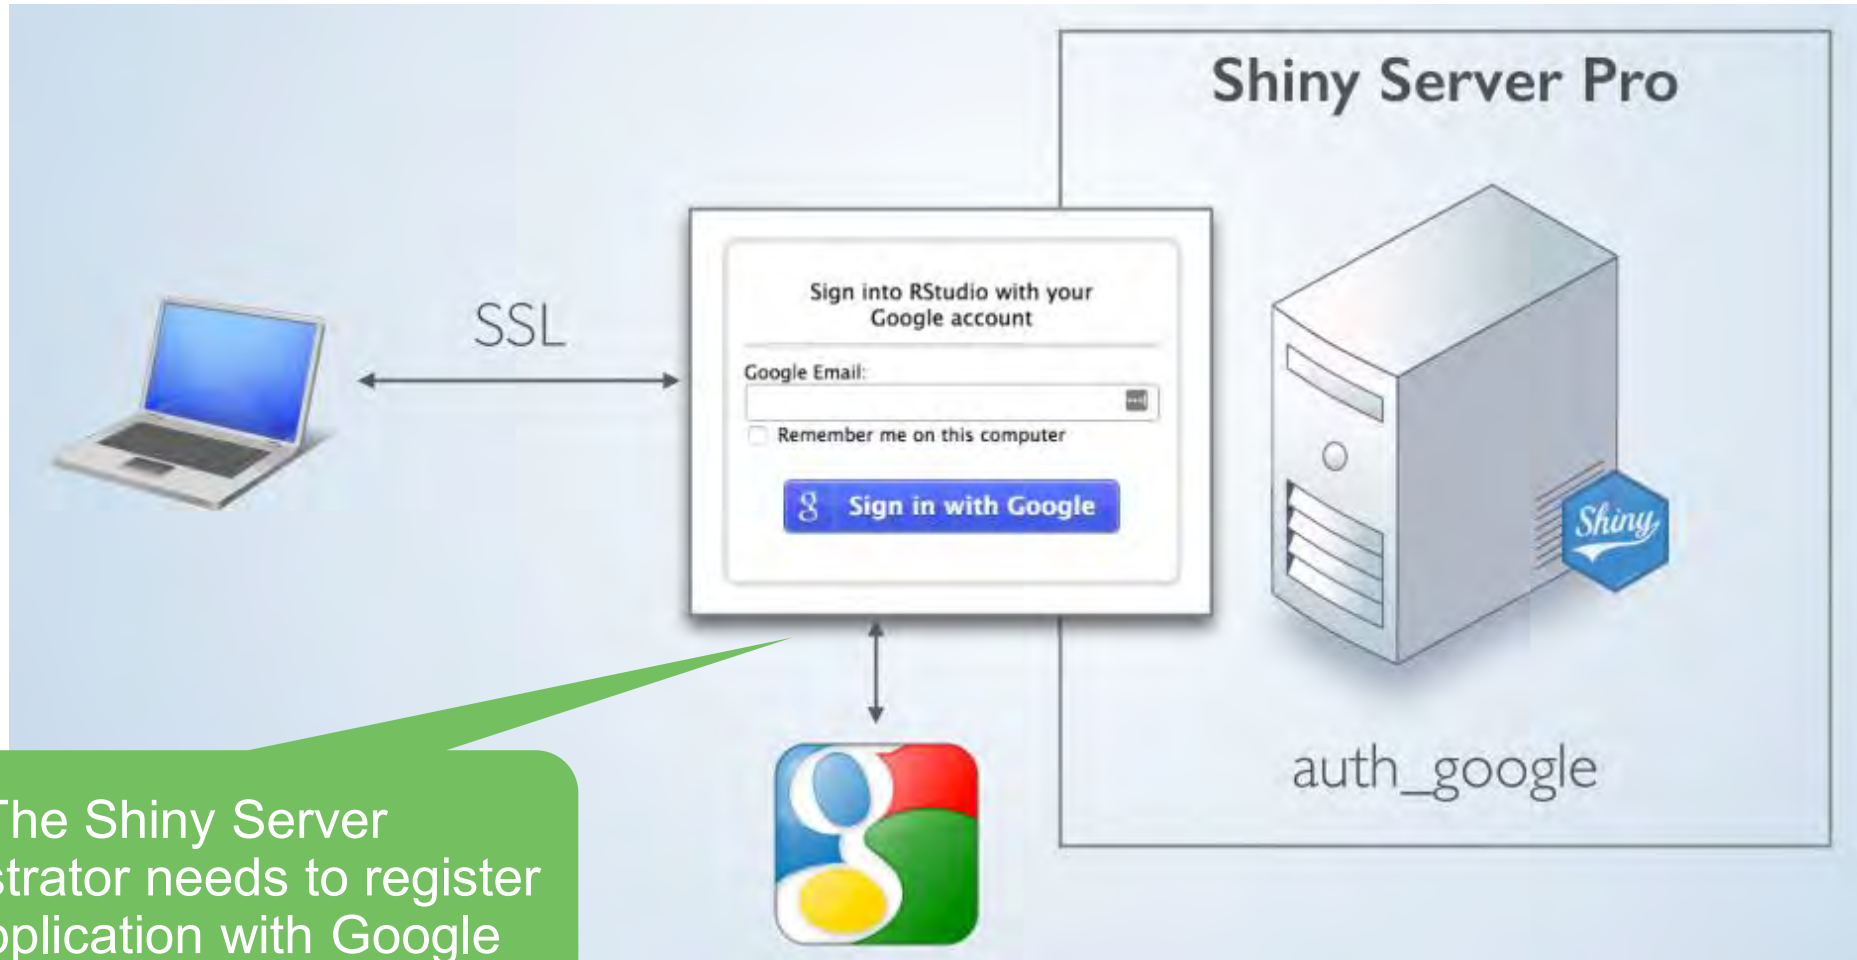 Shiny Server Pro
SSL
Sign into RStudio with your
Google account
Google Email:
Remember me on this computer
g Sign in with Google
Shiny
auth_google
g
The Shiny Server
strator needs to register
pplication with Google